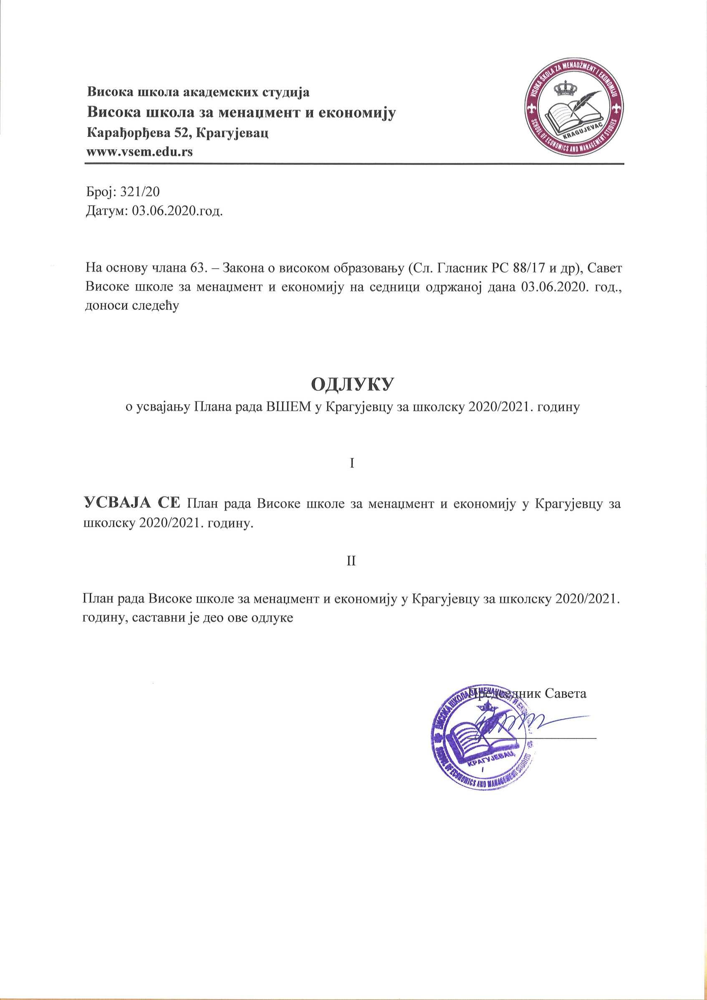 Висока школа академских студија
Висока школа за менаџмент и економију
Карађорђева 52, Крагујевац
www.vsem.edu.rs
VISOKA ŠKOLA ZA MENADŽMENT I EKONOMIJU
KRAGUJEVAC
SCHOOL OF ECONOMICS AND MANAGEMENT STUDIES
Број: 321/20
Датум: 03.06.2020.год.
На основу члана 63. – Закона о високом образовању (Сл. Гласник РС 88/17 и др), Савет
Високе школе за менаџмент и економију на седници одржаној дана 03.06.2020. год.,
доноси следећу
ОДЛУКУ
о усвајању Плана рада ВШЕМ у Крагујевцу за школску 2020/2021. годину
I
УСВАЈА СЕ План рада Високе школе за менаџмент и економију у Крагујевцу за
школску 2020/2021. годину.
II
План рада Високе школе за менаџмент и економију у Крагујевцу за школску 2020/2021.
годину, саставни је део ове одлуке
Председник Савета
ВИСОКА ШКОЛА ЗА МЕНАЏМЕНТ И
КРАГУЈЕВАЦ
I
SCHOOL OF ECONOMICS AND MANAGEMENT STUDIES